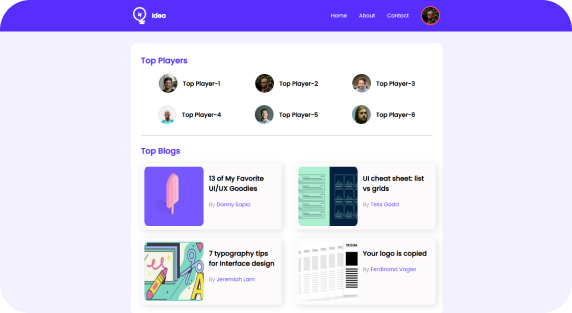 Idea
Home About Contact
Top Players
Top Player-1 Top Player-2 Top Player-3
Top Player-4 Top Player-5 Top Player-6
Top Blogs
13 of My Favorite
UI/UX Goodies
By Danny Sapio
UI cheat sheet: list
vs grids
By Tess Gadd
7 typography tips
for interface design
By Jeremiah Lam
Your logo is copied
By Ferdinand Vogler